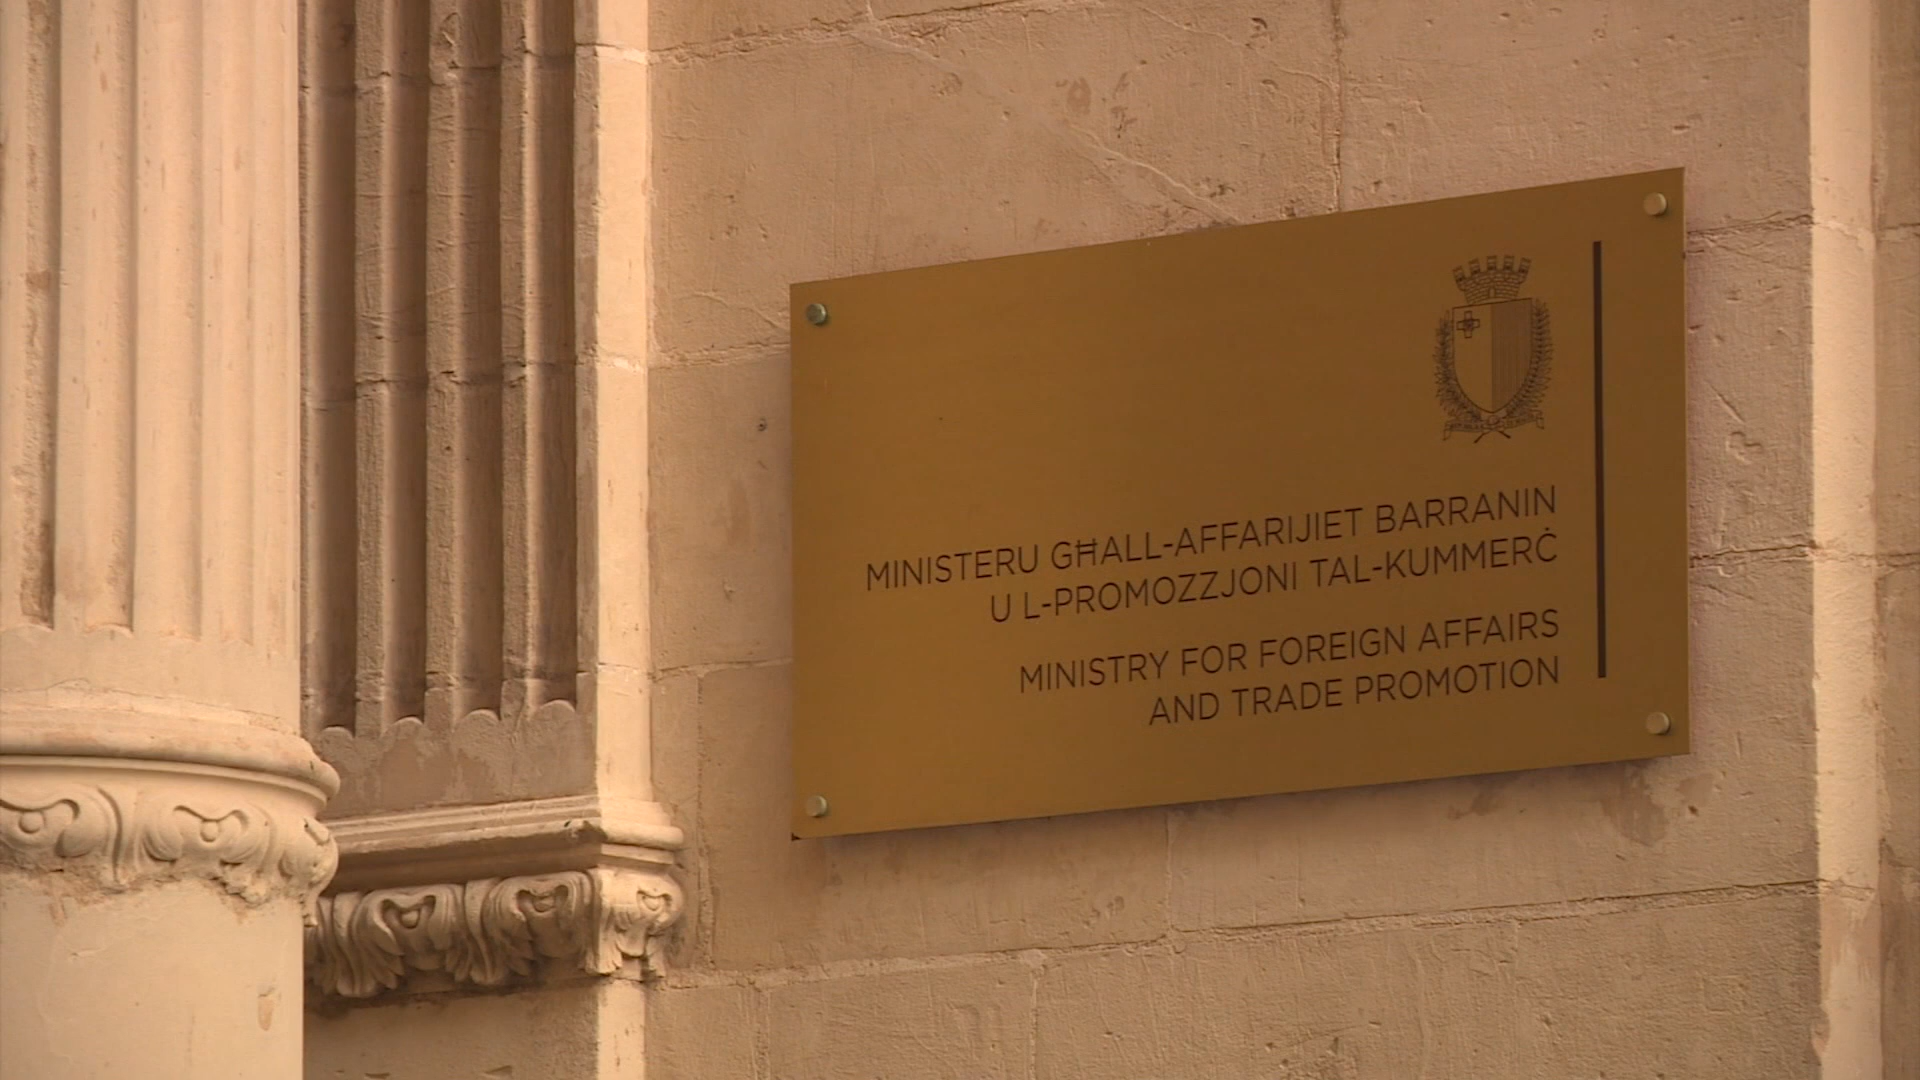 MINISTERU GĦALL-AFFARIJIET BARRANIN
U L-PROMOZZJONI TAL-KUMMERĊ
MINISTRY FOR FOREIGN AFFAIRS
AND TRADE PROMOTION